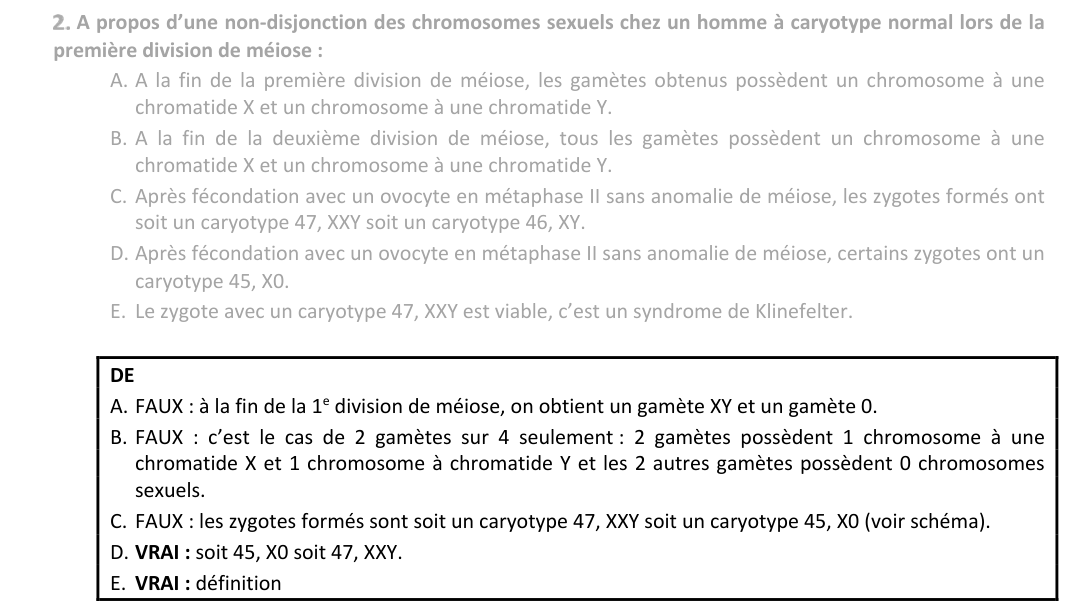 2. A propos d’une non-disjonction des chromosomes sexuels chez un homme à caryotype normal lors de la
première division de méiose :
A. A la fin de la première division de méiose, les gamètes obtenus possèdent un chromosome à une
chromatide X et un chromosome à une chromatide Y.
B. A la fin de la deuxième division de méiose, tous les gamètes possèdent un chromosome à une
chromatide X et un chromosome à une chromatide Y.
C. Après fécondation avec un ovocyte en métaphase II sans anomalie de méiose, les zygotes formés ont
soit un caryotype 47, XXY soit un caryotype 46, XY.
D. Après fécondation avec un ovocyte en métaphase II sans anomalie de méiose, certains zygotes ont un
caryotype 45, X0.
E. Le zygote avec un caryotype 47, XXY est viable, c’est un syndrome de Klinefelter.
DE
A. FAUX : à la fin de la 1e division de méiose, on obtient un gamète XY et un gamète 0.
B. FAUX : c’est le cas de 2 gamètes sur 4 seulement : 2 gamètes possèdent 1 chromosome à une
chromatide X et 1 chromosome à chromatide Y et les 2 autres gamètes possèdent 0 chromosomes
sexuels.
C. FAUX : les zygotes formés sont soit un caryotype 47, XXY soit un caryotype 45, X0 (voir schéma).
D. VRAI : soit 45, X0 soit 47, XXY.
E. VRAI : définition